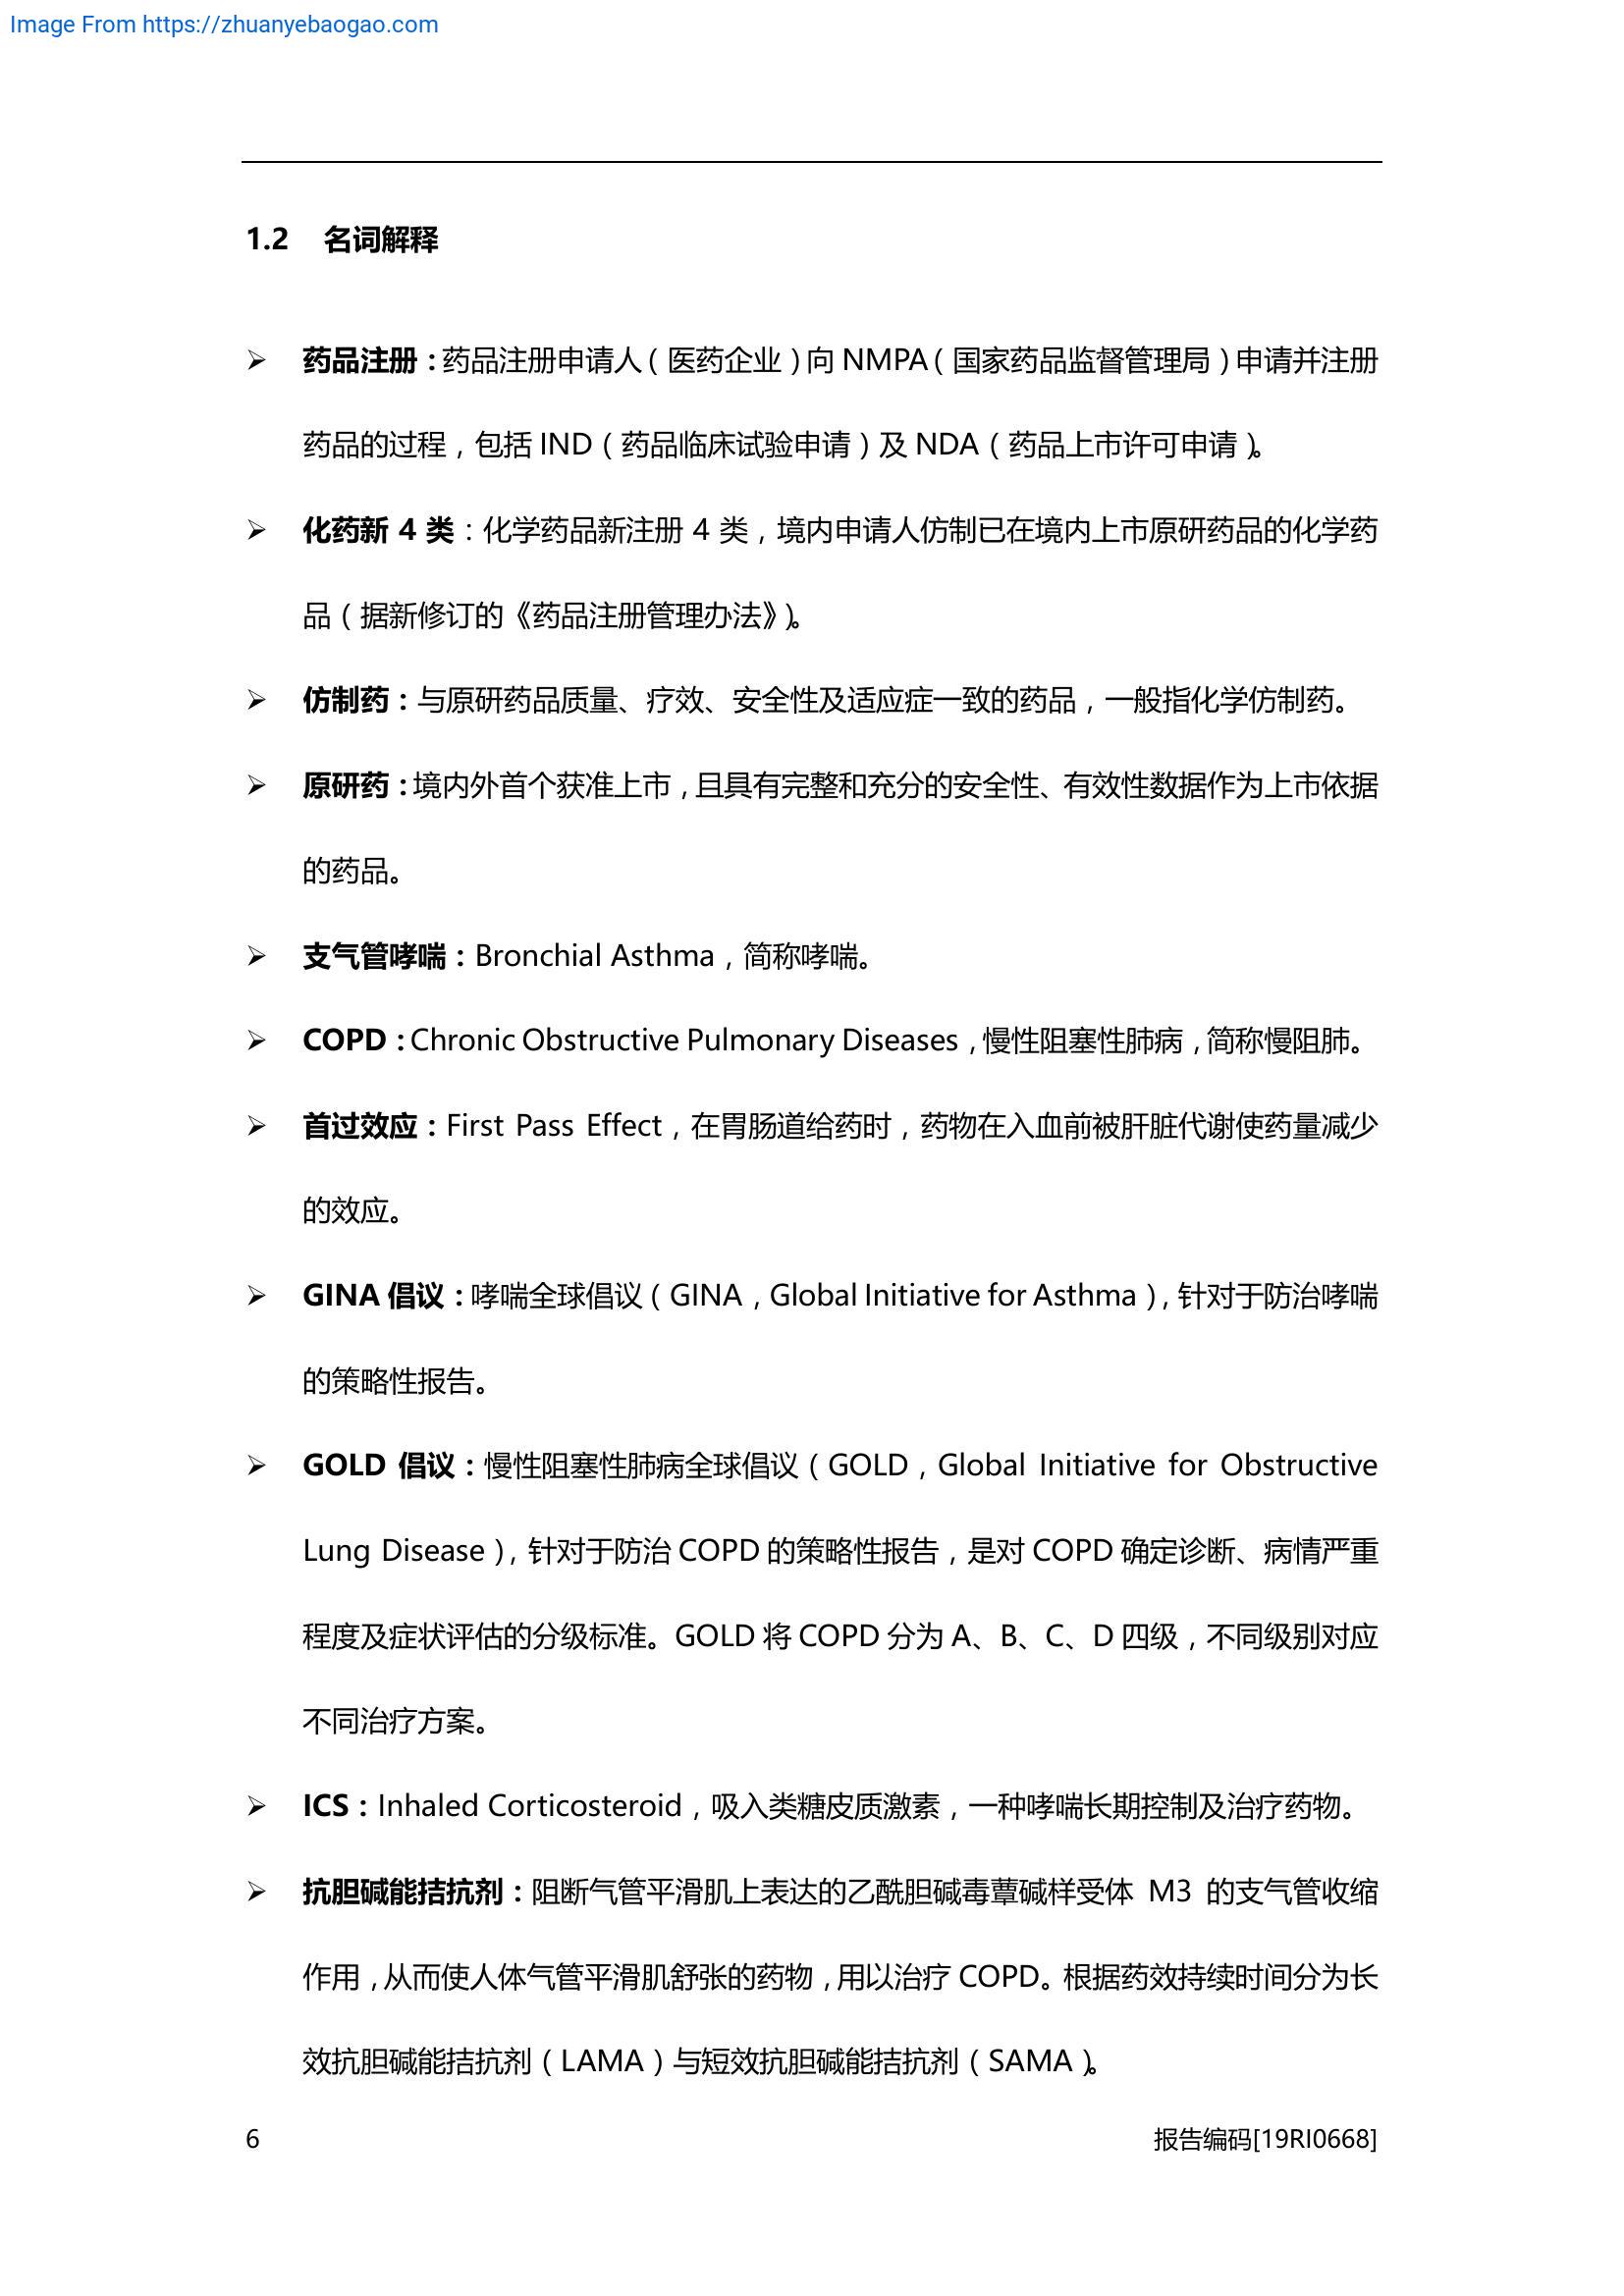 Image From https://zhuanyebaogao.com
1.2 名词解释
➢ 药品注册：药品注册申请人（医药企业）向 NMPA（国家药品监督管理局）申请并注册
药品的过程，包括 IND（药品临床试验申请）及 NDA（药品上市许可申请）。
➢ 化药新 4 类：化学药品新注册 4 类，境内申请人仿制已在境内上市原研药品的化学药
品（据新修订的《药品注册管理办法》）。
➢ 仿制药：与原研药品质量、疗效、安全性及适应症一致的药品，一般指化学仿制药。
➢ 原研药：境内外首个获准上市，且具有完整和充分的安全性、有效性数据作为上市依据
的药品。
➢ 支气管哮喘：Bronchial Asthma，简称哮喘。
➢ COPD：Chronic Obstructive Pulmonary Diseases，慢性阻塞性肺病，简称慢阻肺。
➢ 首过效应：First Pass Effect，在胃肠道给药时，药物在入血前被肝脏代谢使药量减少
的效应。
➢ GINA 倡议：哮喘全球倡议（GINA，Global Initiative for Asthma），针对于防治哮喘
的策略性报告。
➢ GOLD 倡议：慢性阻塞性肺病全球倡议（GOLD，Global Initiative for Obstructive
Lung Disease），针对于防治 COPD 的策略性报告，是对 COPD 确定诊断、病情严重
程度及症状评估的分级标准。GOLD 将 COPD 分为 A、B、C、D 四级，不同级别对应
不同治疗方案。
➢ ICS：Inhaled Corticosteroid，吸入类糖皮质激素，一种哮喘长期控制及治疗药物。
➢ 抗胆碱能拮抗剂：阻断气管平滑肌上表达的乙酰胆碱毒蕈碱样受体 M3 的支气管收缩
作用，从而使人体气管平滑肌舒张的药物，用以治疗 COPD。根据药效持续时间分为长
效抗胆碱能拮抗剂（LAMA）与短效抗胆碱能拮抗剂（SAMA）。
6 报告编码[19RI0668]